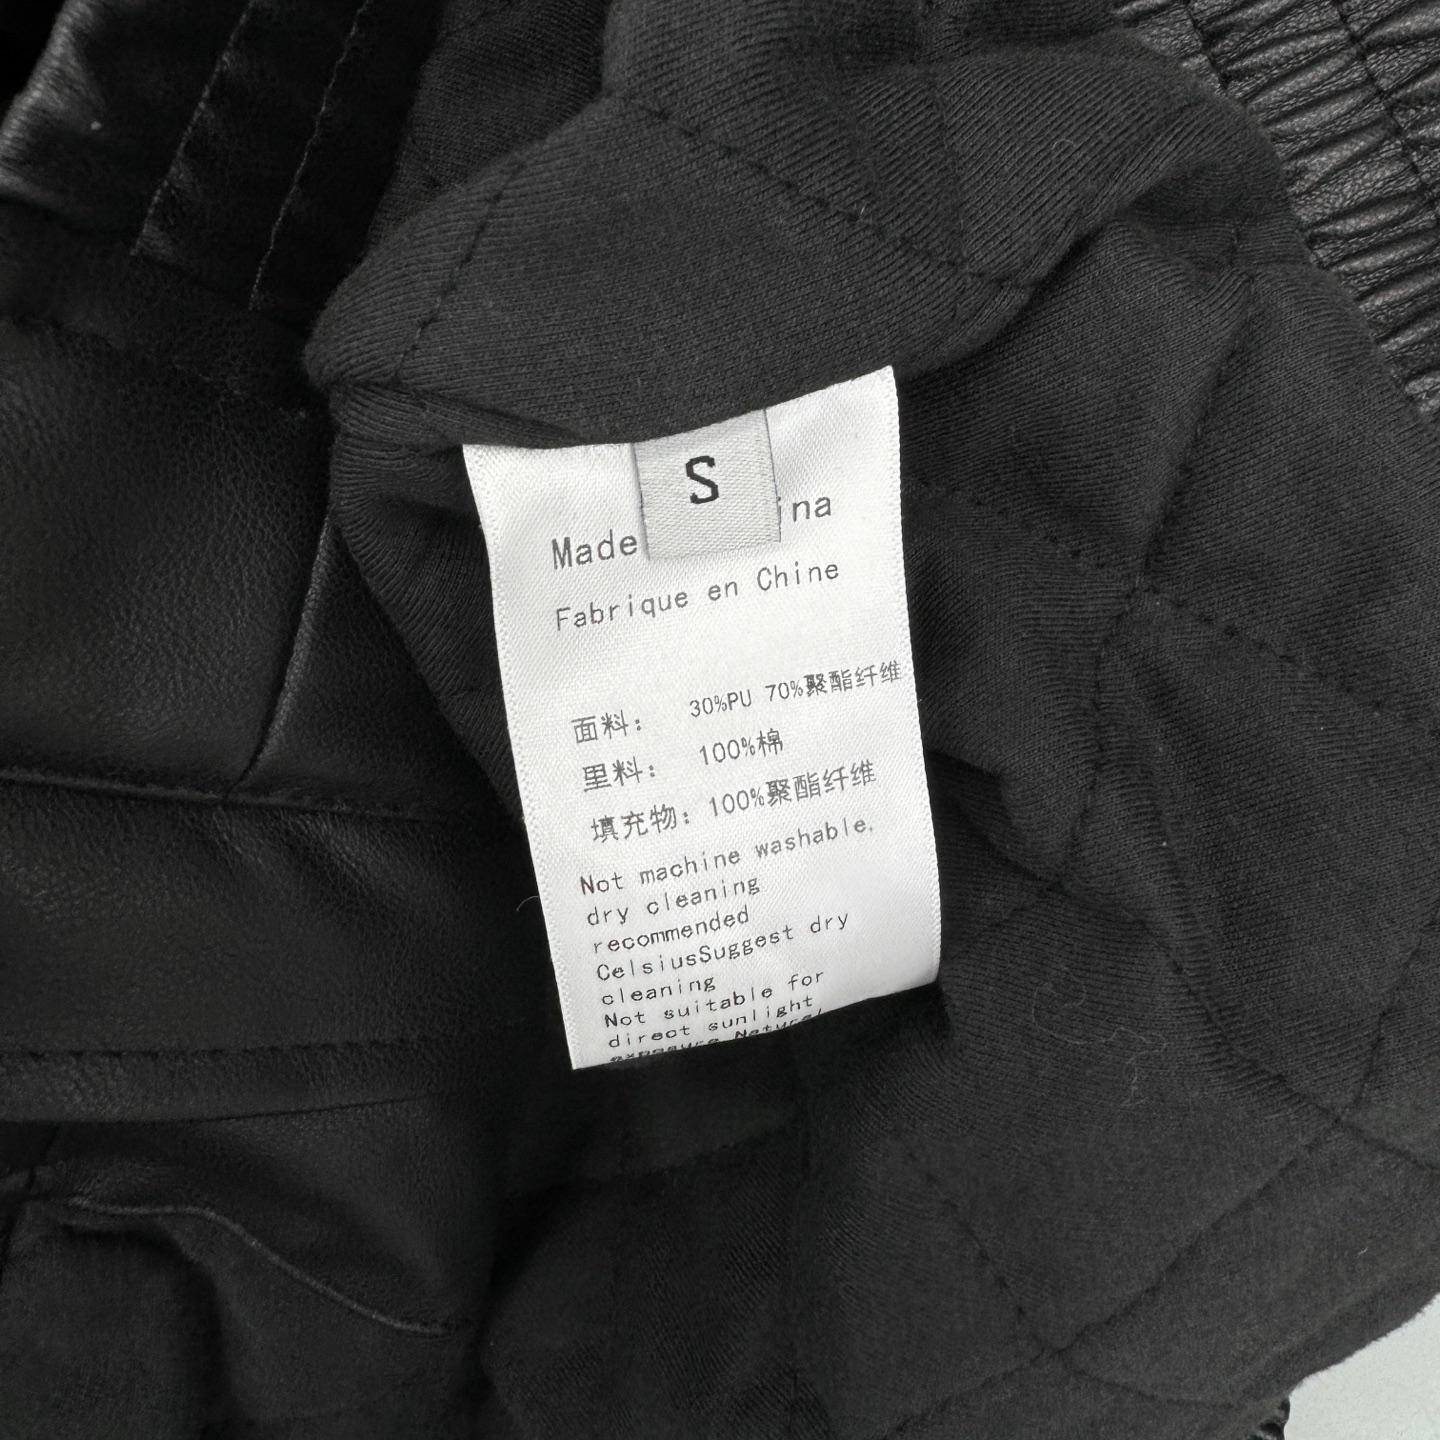 S
Made ina
Fabrique en Chine
面料： 30%PU 70%聚酯纤维
里料： 100%棉
填充物：100%聚酯纤维
Not machine washable,
dry cleaning
recommended
CelsiusSuggest dry
cleaning
Not suitable for
direct sunlight
exposure Natural